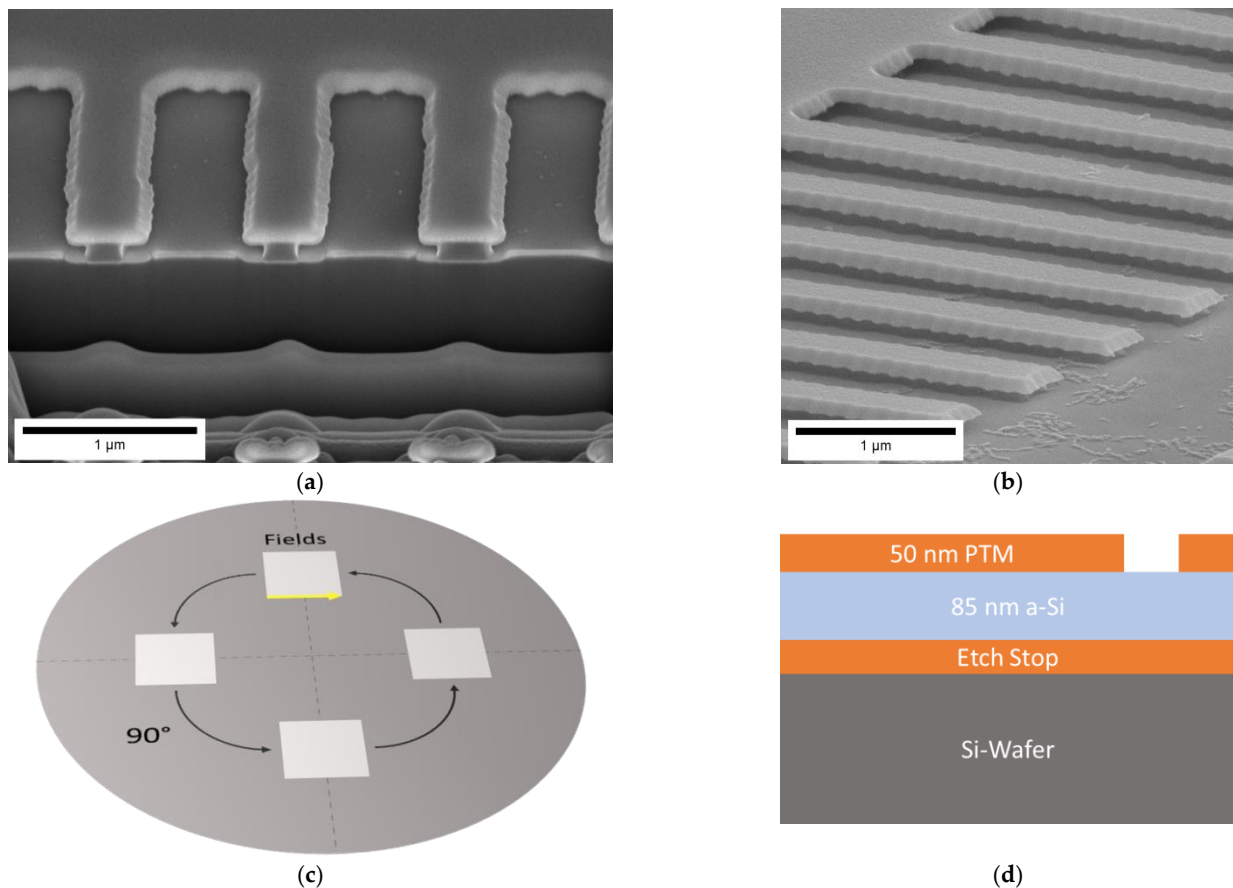 1 µm
1 µm
(a)
(b)
Fields
90°
50 nm PTM
85 nm a-Si
Etch Stop
Si-Wafer
(c)
(d)